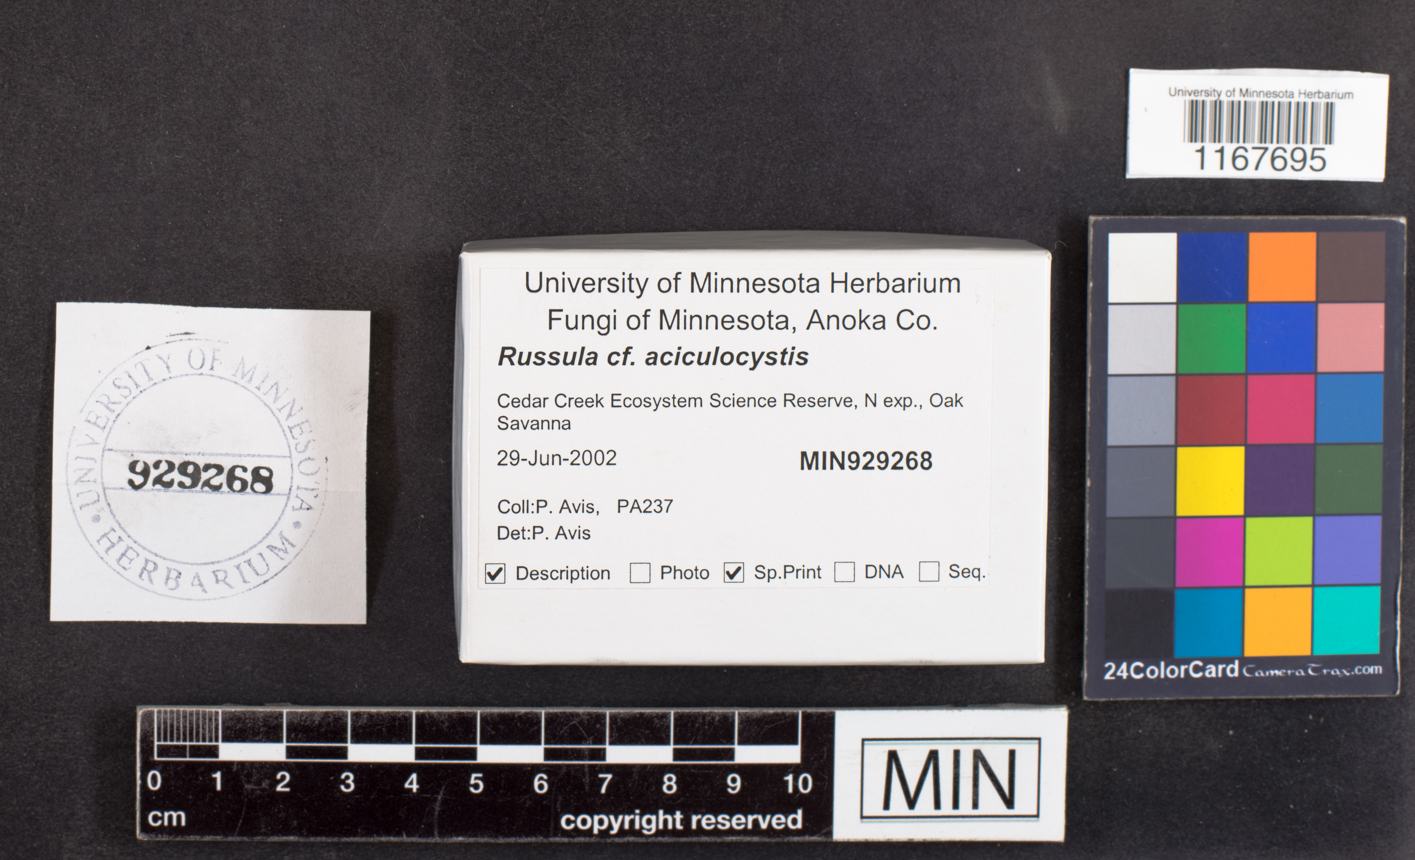 University of Minnesota Herbarium
1167695
University of Minnesota Herbarium
Fungi of Minnesota, Anoka Co.
Russula cf. aciculocystis
Cedar Creek Ecosystem Science Reserve, N exp., Oak
Savanna
29-Jun-2002 MIN929268
Coll:P. Avis, PA237
Det:P. Avis
Description Photo Sp.Print DNA Seq.
UNIVERSITY OF MINNESOTA
929268
HERBARIUM
24ColorCard CameraTrax.com
0 1 2 3 4 5 6 7 8 9 10
cm copyright reserved
MIN